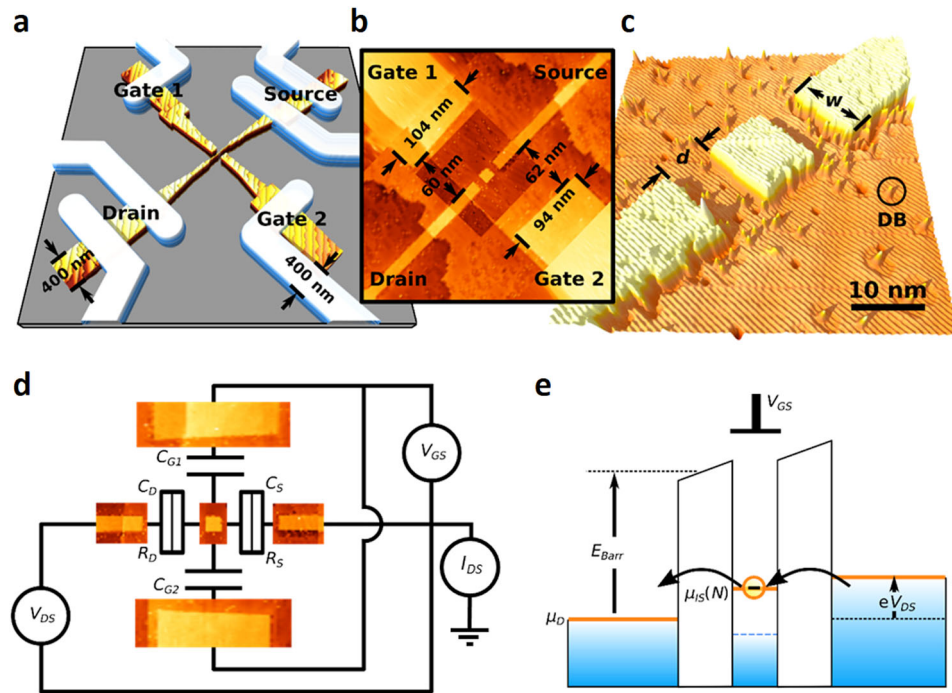 a
Gate 1
Source
Drain
Gate 2
400 nm
400 nm
b
Gate 1
Source
104 nm
60 nm
62 nm
94 nm
Drain
Gate 2
c
w
d
DB
10 nm
d
C_G1
V_GS
C_D
C_S
R_D
R_S
C_G2
I_DS
V_DS
e
V_GS
E_Barr
μ_IS(N)
μ_D
eV_DS